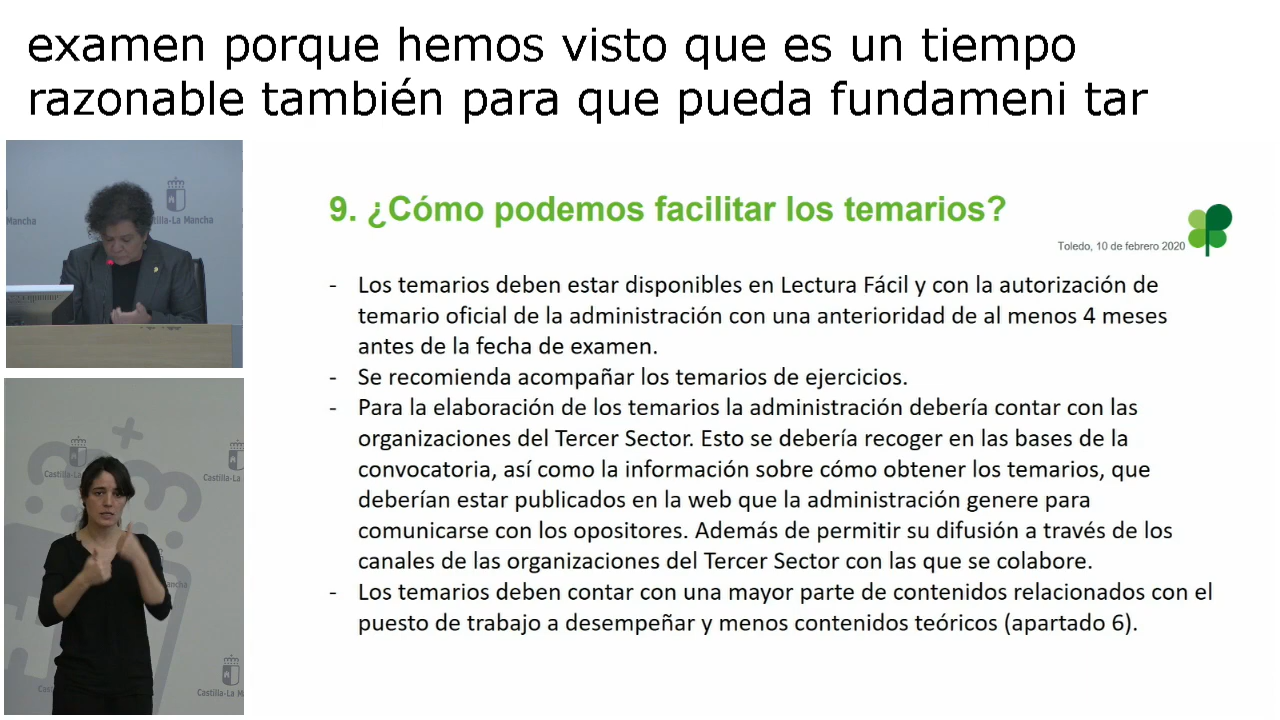 examen porque hemos visto que es un tiempo
razonable también para que pueda fundameni tar
Mancha
tilla-La Mancha
9. ¿Cómo podemos facilitar los temarios?
Toledo, 10 de febrero 2020
- Los temarios deben estar disponibles en Lectura Fácil y con la autorización de
temario oficial de la administración con una anterioridad de al menos 4 meses
antes de la fecha de examen.
- Se recomienda acompañar los temarios de ejercicios.
- Para la elaboración de los temarios la administración debería contar con las
organizaciones del Tercer Sector. Esto se debería recoger en las bases de la
convocatoria, así como la información sobre cómo obtener los temarios, que
deberían estar publicados en la web que la administración genere para
comunicarse con los opositores. Además de permitir su difusión a través de los
canales de las organizaciones del Tercer Sector con las que se colabore.
- Los temarios deben contar con una mayor parte de contenidos relacionados con el
puesto de trabajo a desempeñar y menos contenidos teóricos (apartado 6).
Castilla-La
Castilla-La
ancha
Castilla-La M